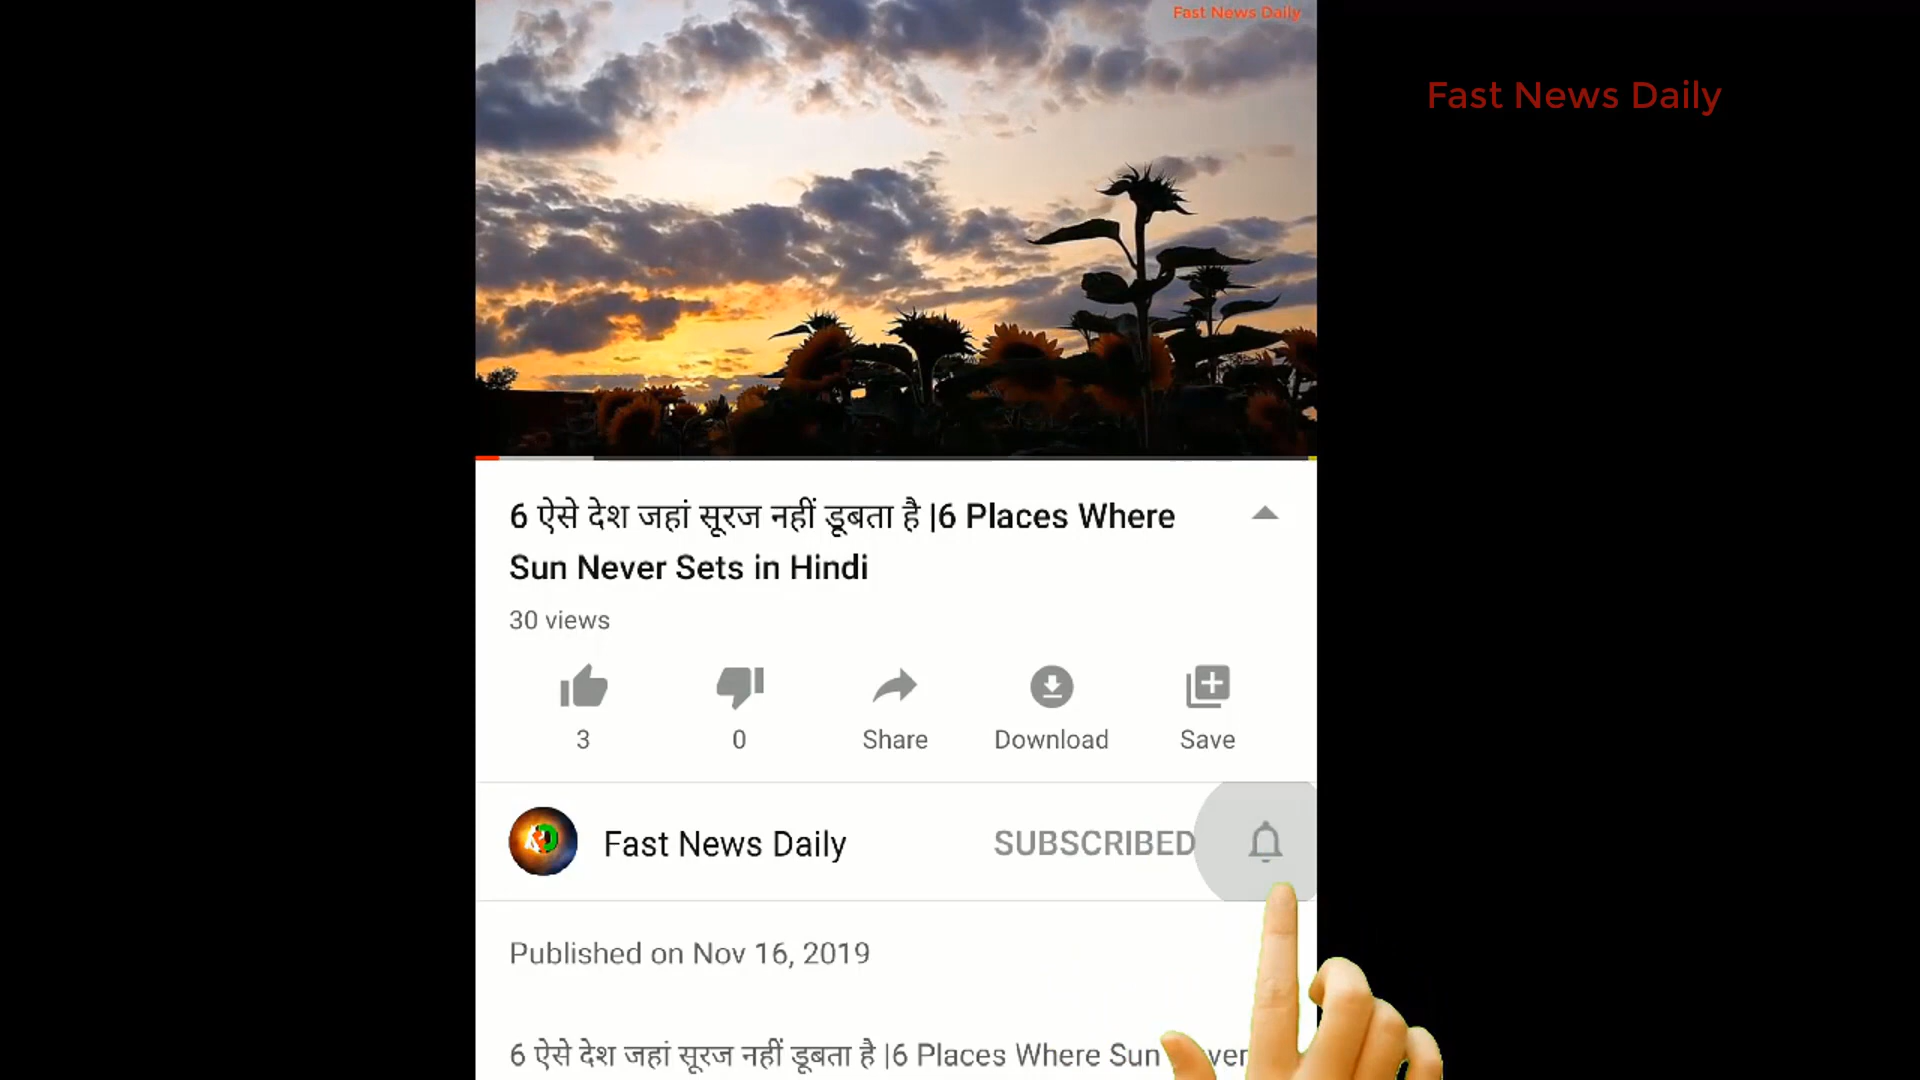 Fast News Daily
Fast News Daily
6 ऐसे देश जहां सूरज नहीं डूबता है |6 Places Where
Sun Never Sets in Hindi
30 views
3
0
Share
Download
Save
Fast News Daily
SUBSCRIBED
Published on Nov 16, 2019
6 ऐसे देश जहां सूरज नहीं डूबता है |6 Places Where Sun